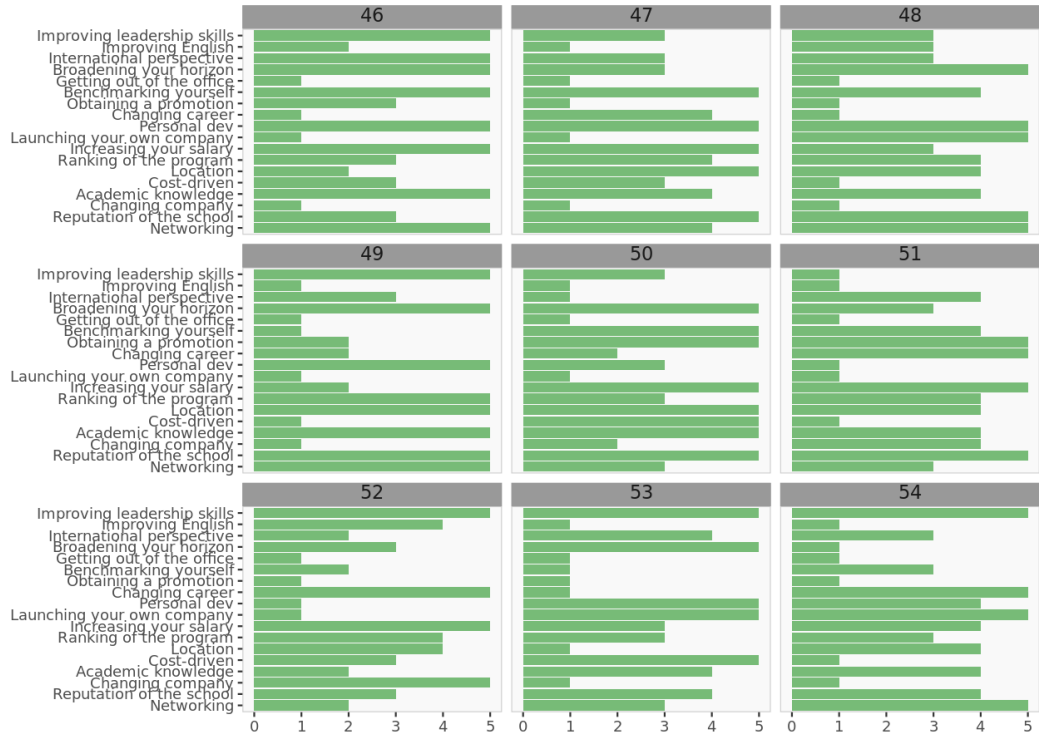 46 47 48
Improving leadership skills
Improving English
International perspective
Broadening your horizon
Getting out of the office
Benchmarking yourself
Obtaining a promotion
Changing career
Personal dev
Launching your own company
Increasing your salary
Ranking of the program
Location
Cost-driven
Academic knowledge
Changing company
Reputation of the school
Networking
49 50 51
Improving leadership skills
Improving English
International perspective
Broadening your horizon
Getting out of the office
Benchmarking yourself
Obtaining a promotion
Changing career
Personal dev
Launching your own company
Increasing your salary
Ranking of the program
Location
Cost-driven
Academic knowledge
Changing company
Reputation of the school
Networking
52 53 54
Improving leadership skills
Improving English
International perspective
Broadening your horizon
Getting out of the office
Benchmarking yourself
Obtaining a promotion
Changing career
Personal dev
Launching your own company
Increasing your salary
Ranking of the program
Location
Cost-driven
Academic knowledge
Changing company
Reputation of the school
Networking
0 1 2 3 4 5 0 1 2 3 4 5 0 1 2 3 4 5